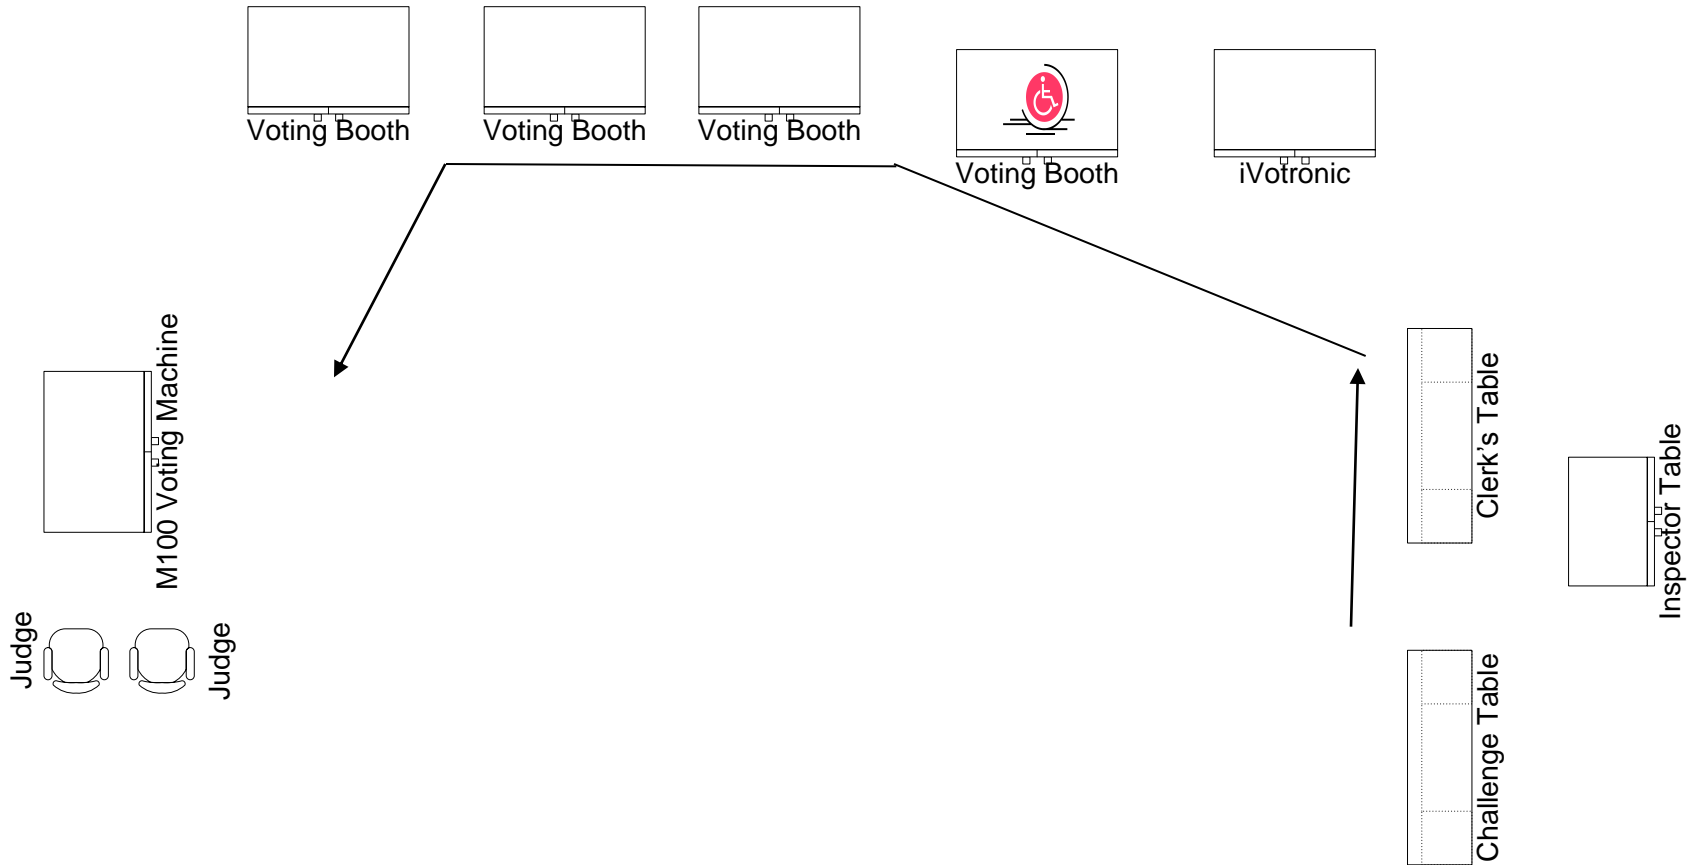 Voting Booth
Voting Booth
Voting Booth
Voting Booth
iVotronic
M100 Voting Machine
Clerk's Table
Inspector Table
Judge
Judge
Challenge Table